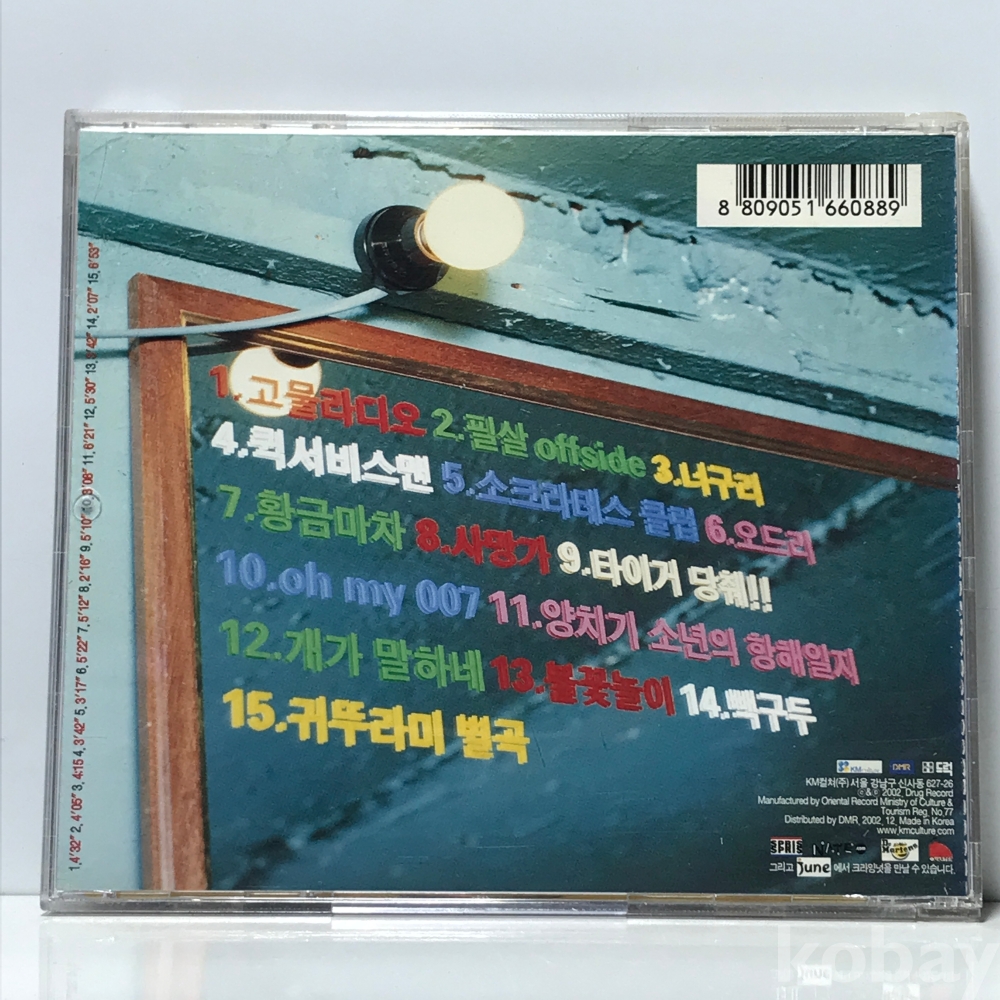 8 809051 660889
1.고물라디오 2.필살 offside 3.너구리
4.퀵서비스맨 5.소크라테스 클럽 6.오드리
7.황금마차 8.사망가 9.타이거 당췌!!
10.oh my 007 11.양치기 소년의 항해일지
12.개가 말하네 13.불꽃놀이 14.빽구두
15.귀뚜라미 별곡
1, 4'32" 2, 4'05" 3, 4:15 4, 3'42" 5, 3'17" 6, 5'22" 7, 5'12" 8, 2'16" 9, 5'10" 10, 3'08" 11, 6'21" 12, 5'30" 13, 3'42" 14, 2'07" 15, 6'53"
KMculture DMR 드럭
KM컬처(주) 서울 강남구 신사동 627-26
℗&© 2002, Drug Record
Manufactured by Oriental Record Ministry of Culture &
Tourism Reg, No,77
Distributed by DMR, 2002, 12, Made in Korea
www.kmculture.com
SPRIS Dr Martens
그리고 june 에서 크라잉넛을 만날 수 있습니다.
kobay